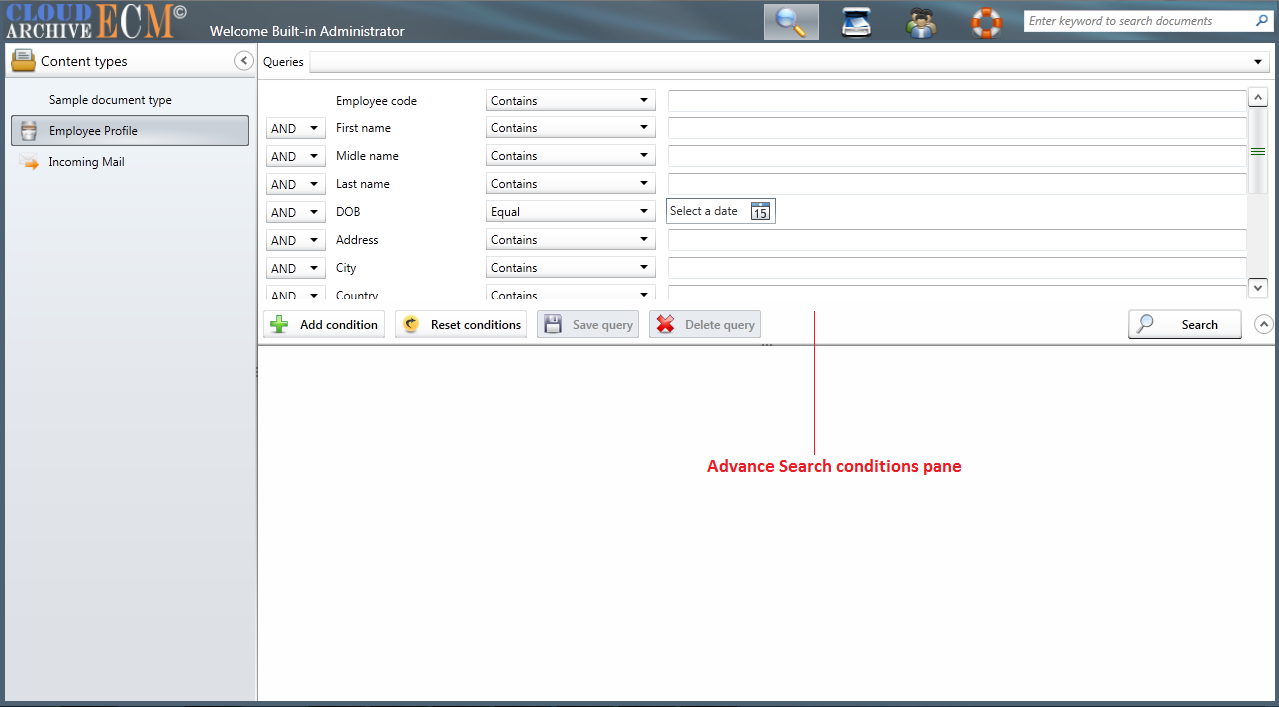 CLOUD ARCHIVE ECM©
Welcome Built-in Administrator
Enter keyword to search documents
Content types
Queries
Sample document type
Employee Profile
Incoming Mail
Employee code Contains
AND First name Contains
AND Midle name Contains
AND Last name Contains
AND DOB Equal Select a date 15
AND Address Contains
AND City Contains
AND Country Contains
Add condition Reset conditions Save query Delete query Search
Advance Search conditions pane